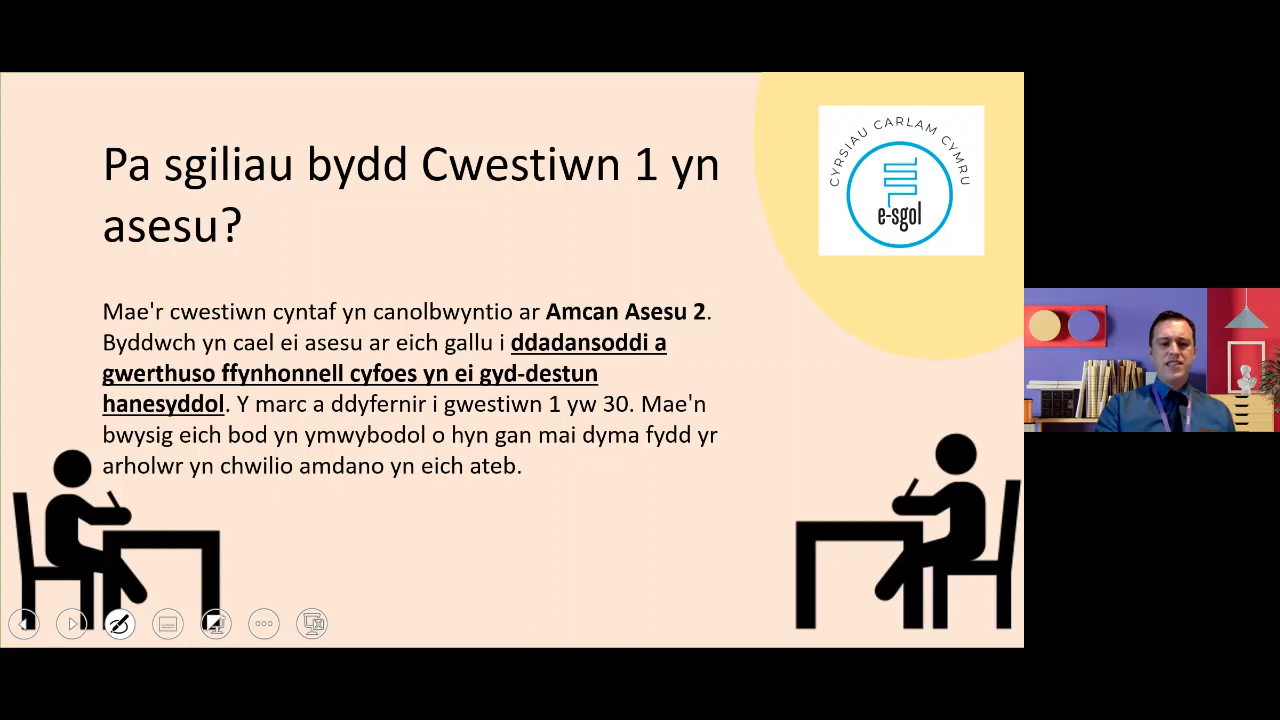 Pa sgiliau bydd Cwestiwn 1 yn
asesu?
CYRSIAU CARLAM CYMRU
e-sgol
Mae'r cwestiwn cyntaf yn canolbwyntio ar Amcan Asesu 2.
Byddwch yn cael ei asesu ar eich gallu i ddadansoddi a
gwerthuso ffynhonnell cyfoes yn ei gyd-destun
hanesyddol. Y marc a ddyfernir i gwestiwn 1 yw 30. Mae'n
bwysig eich bod yn ymwybodol o hyn gan mai dyma fydd yr
arholwr yn chwilio amdano yn eich ateb.